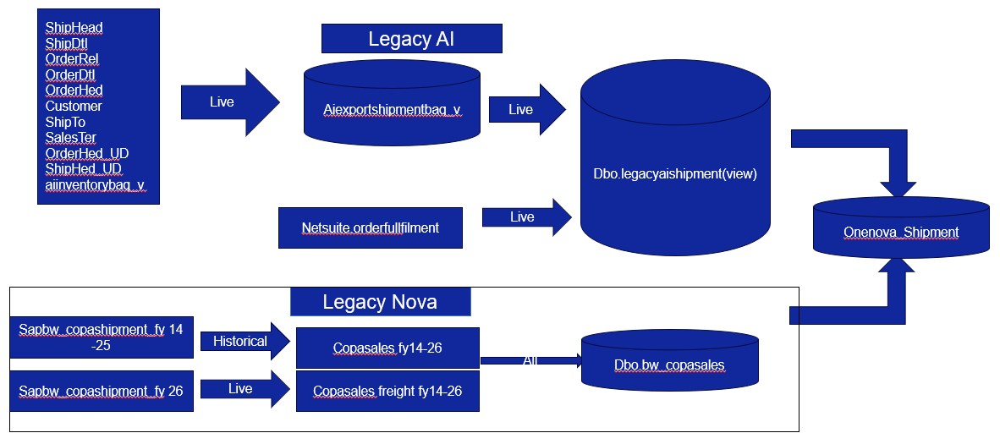 ShipHead
ShipDtl
OrderRel
OrderDtl
OrderHed
Customer
ShipTo
SalesTer
OrderHed_UD
ShipHed_UD
aiinventorybaq_v
Live
Legacy AI
Aiexportshipmentbaq_v
Live
Netsuite.orderfullfilment
Live
Dbo.legacyaishipment(view)
Onenova_Shipment
Legacy Nova
Sapbw_copashipment_fy 14
-25
Historical
Copasales fy14-26
Sapbw_copashipment_fy 26
Live
Copasales freight fy14-26
All
Dbo.bw_copasales